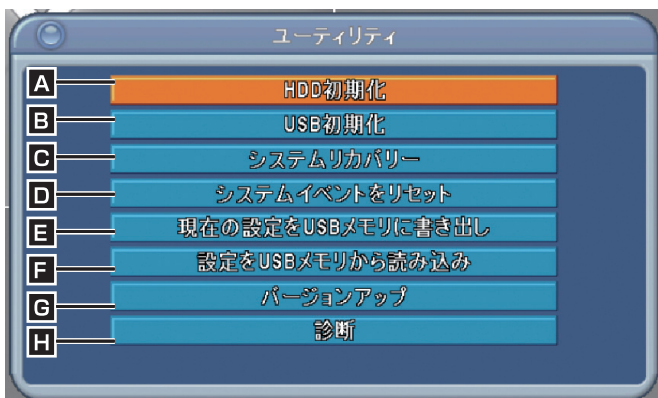 ユーティリティ
A HDD初期化
B USB初期化
C システムリカバリー
D システムイベントをリセット
E 現在の設定をUSBメモリに書き出し
F 設定をUSBメモリから読み込み
G バージョンアップ
H 診断